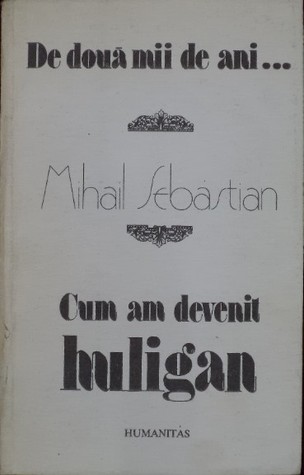 De două mii de ani...
Mihail Sebastian
Cum am devenit
huligan
HUMANITAS